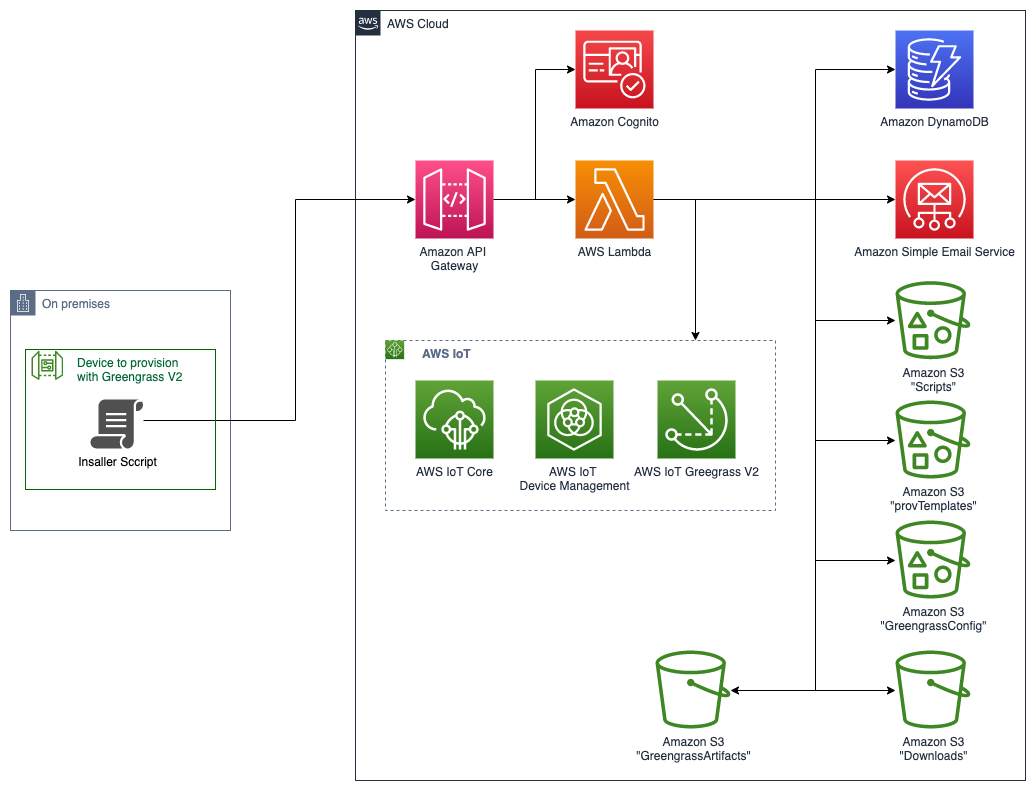 aws
AWS Cloud
Amazon Cognito
Amazon DynamoDB
Amazon API
Gateway
AWS Lambda
Amazon Simple Email Service
On premises
Device to provision
with Greengrass V2
Insaller Sccript
AWS IoT
AWS IoT Core
AWS IoT
Device Management
AWS IoT Greegrass V2
Amazon S3
"Scripts"
Amazon S3
"provTemplates"
Amazon S3
"GreengrassConfig"
Amazon S3
"GreengrassArtifacts"
Amazon S3
"Downloads"